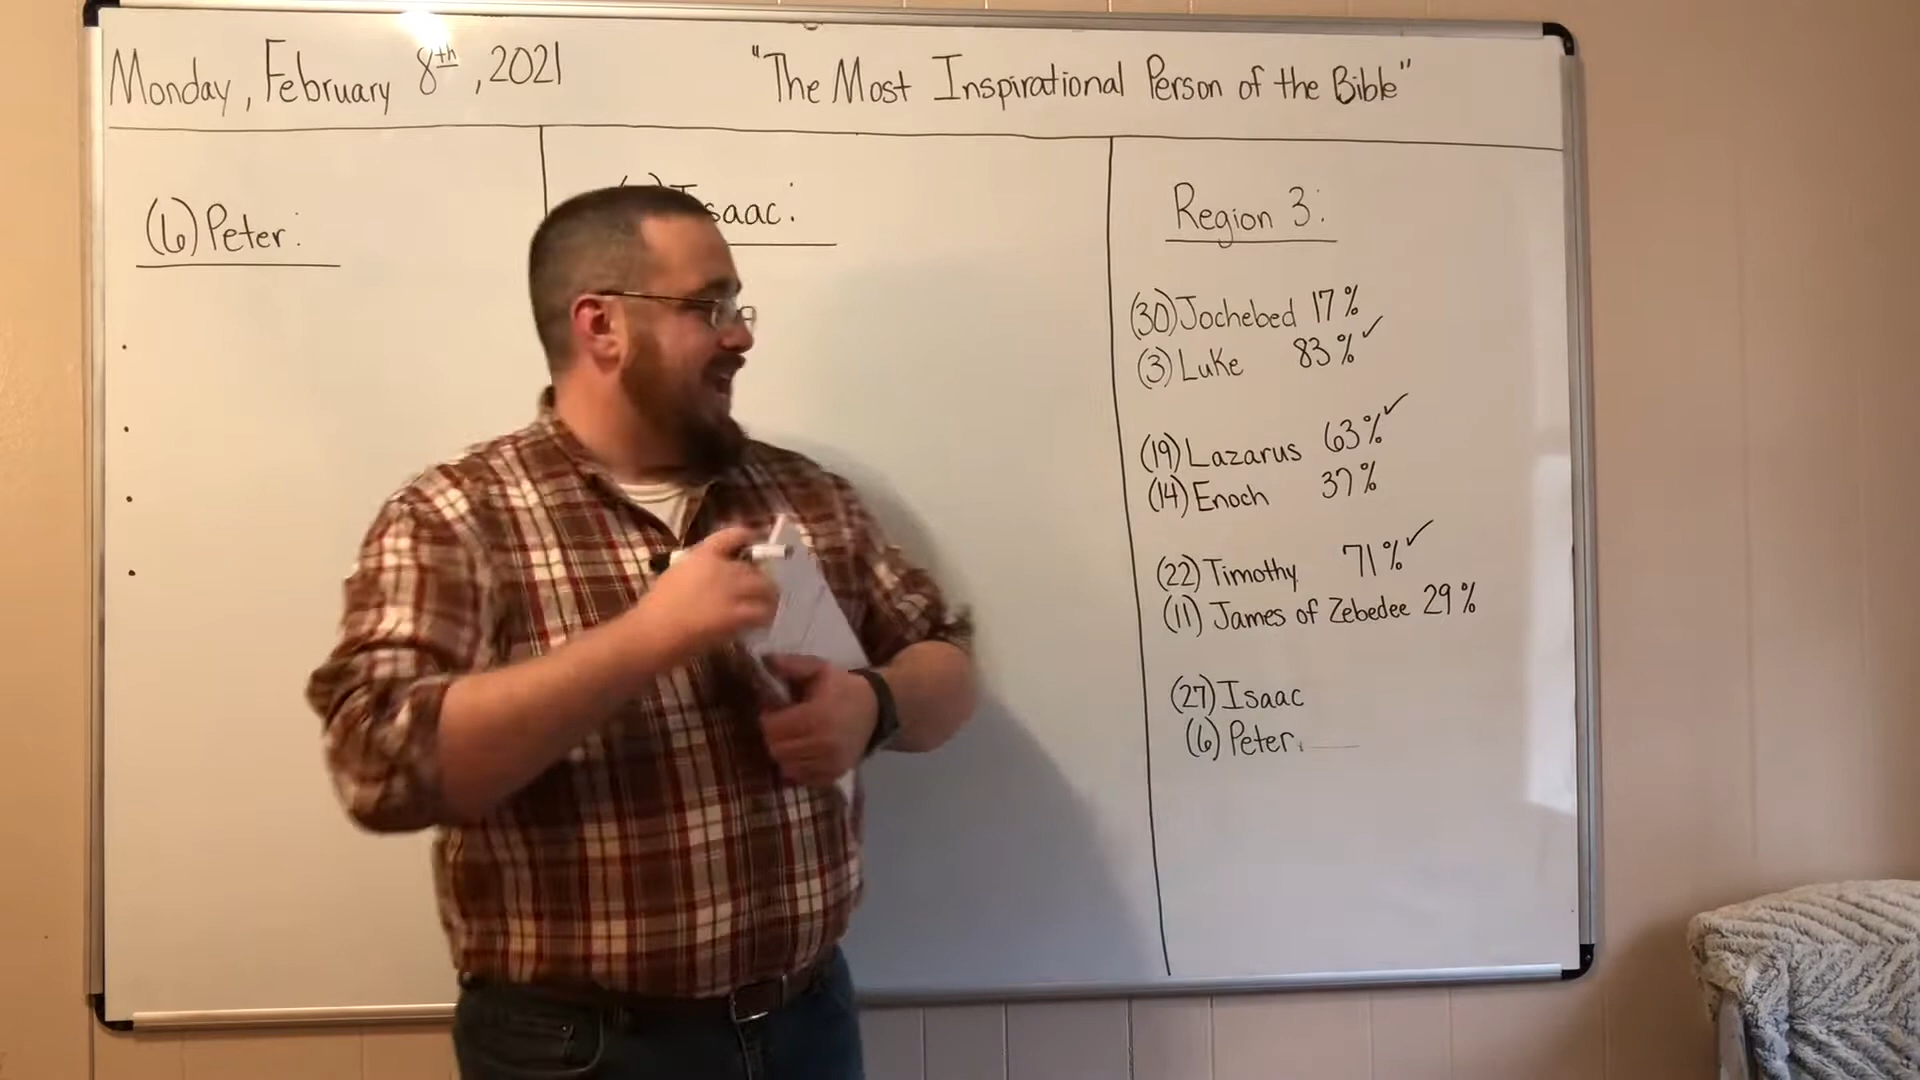 Monday, February 8th, 2021
"The Most Inspirational Person of the Bible"
(6) Peter:
saac:
Region 3:
(30) Jochebed 17%
(3) Luke 83% ✓
(19) Lazarus 63% ✓
(14) Enoch 37%
(22) Timothy 71% ✓
(11) James of Zebedee 29%
(27) Isaac
(6) Peter